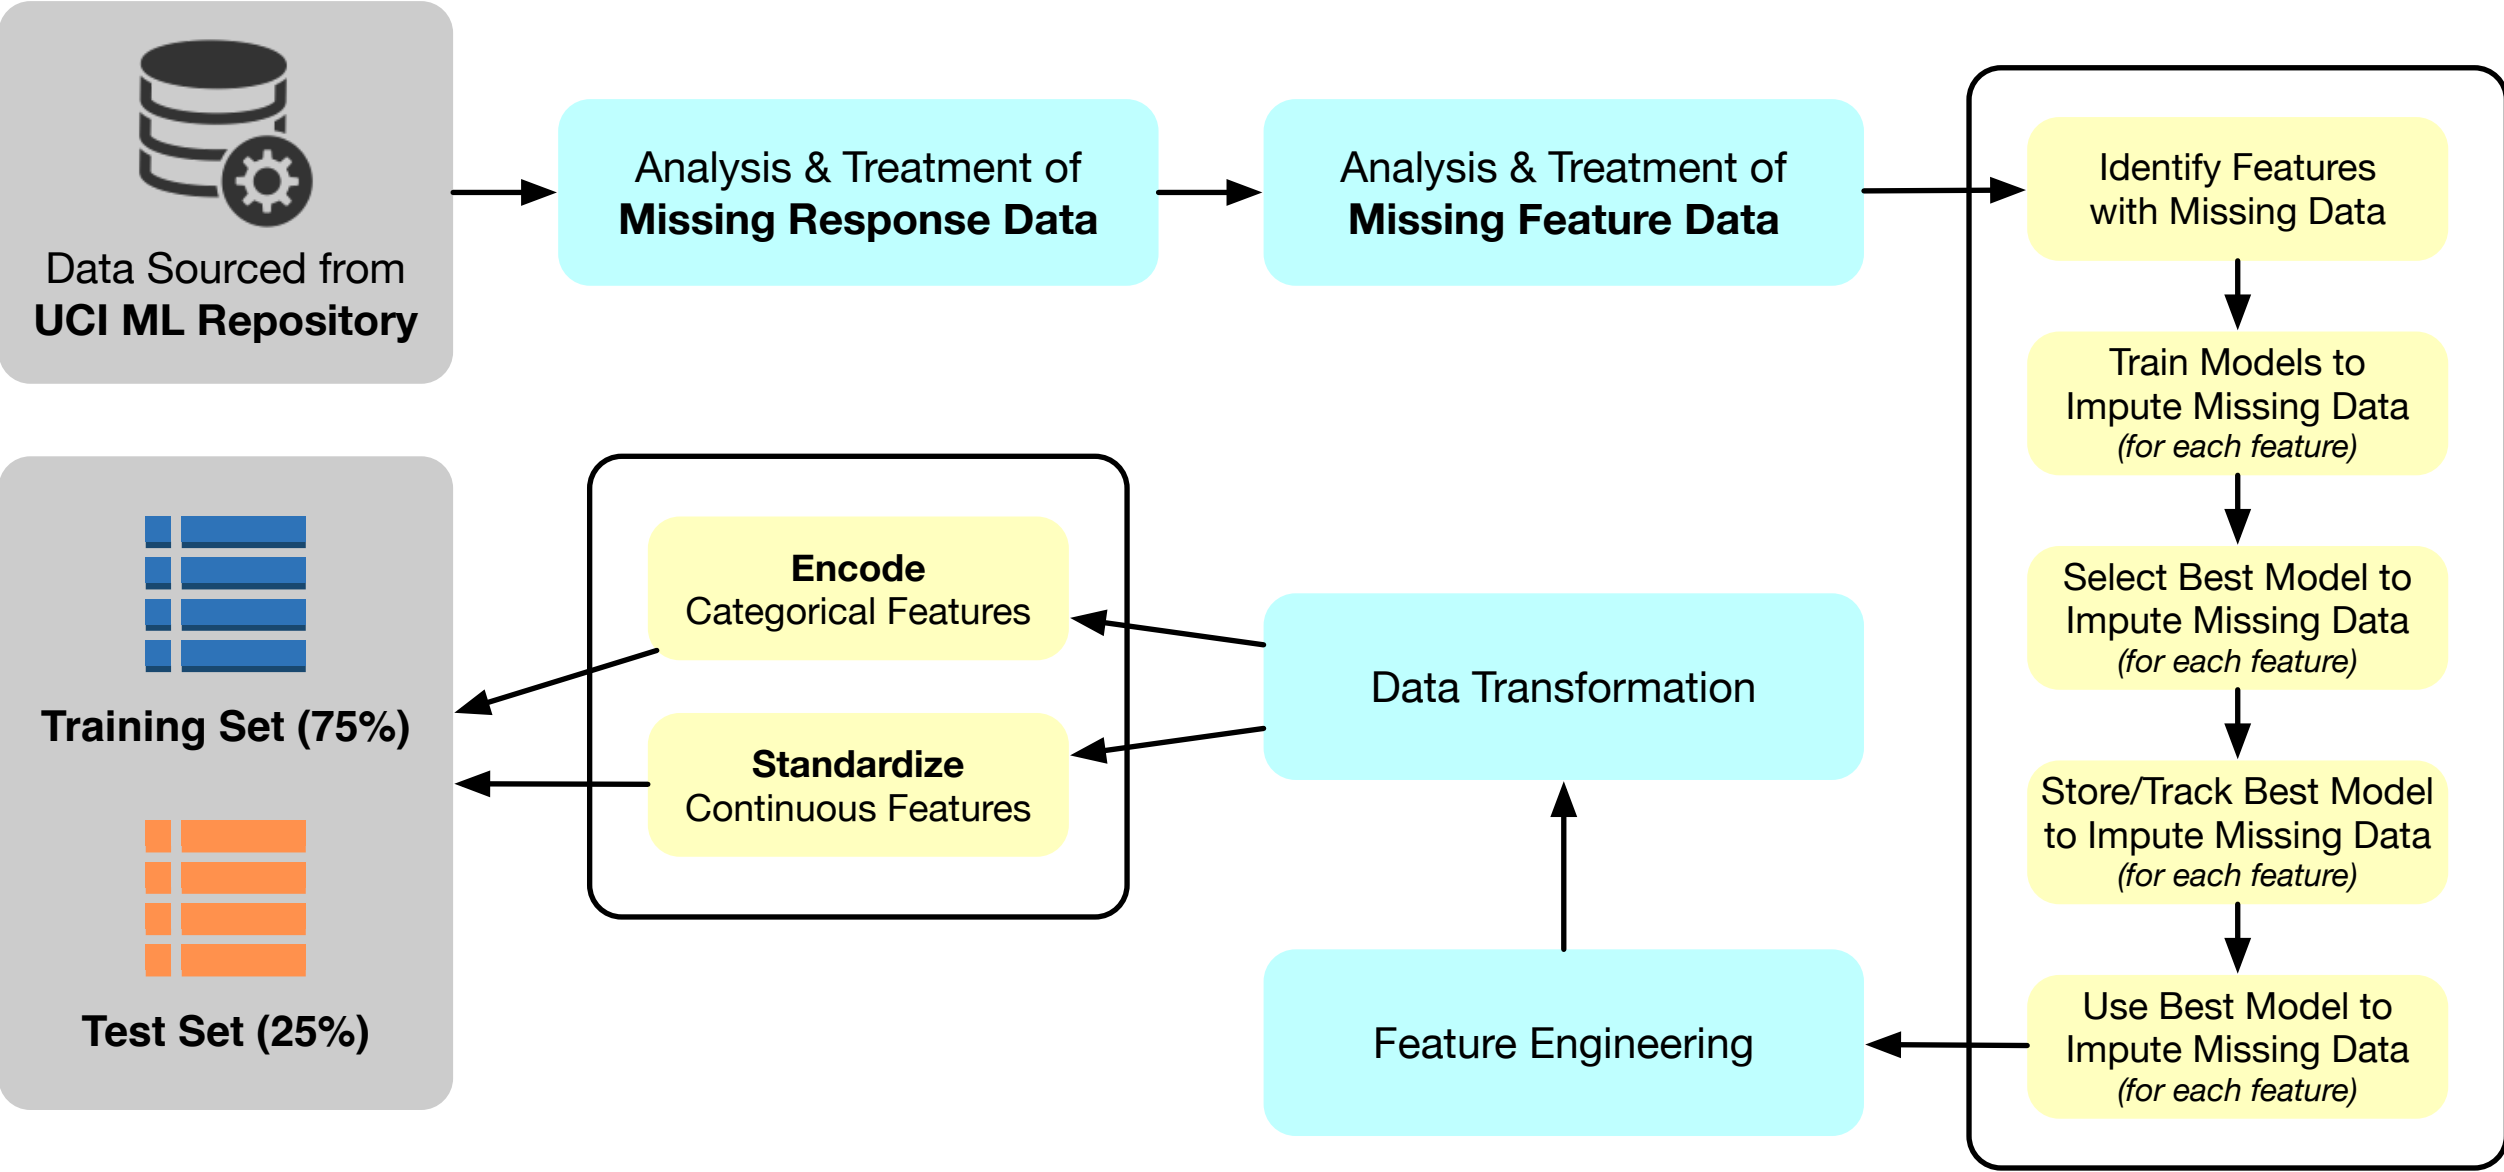 Data Sourced from
UCI ML Repository
Analysis & Treatment of
Missing Response Data
Analysis & Treatment of
Missing Feature Data
Identify Features
with Missing Data
Train Models to
Impute Missing Data
(for each feature)
Select Best Model to
Impute Missing Data
(for each feature)
Store/Track Best Model
to Impute Missing Data
(for each feature)
Use Best Model to
Impute Missing Data
(for each feature)
Feature Engineering
Data Transformation
Encode
Categorical Features
Standardize
Continuous Features
Training Set (75%)
Test Set (25%)